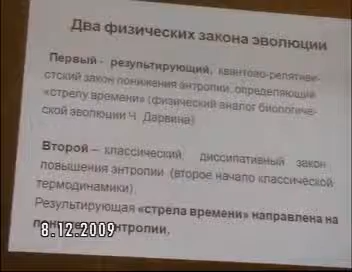 Два физических закона эволюции
Первый - результирующий, квантово-релятивис-
стский закон понижения энтропии, определяющий
«стрелу времени» (физический аналог биологиче-
ской эволюции Ч. Дарвина)
Второй – классический, диссипативный закон
повышения энтропии (второе начало классической
термодинамики)
Результирующая «стрела времени» направлена на
энтропии.
8.12.2009